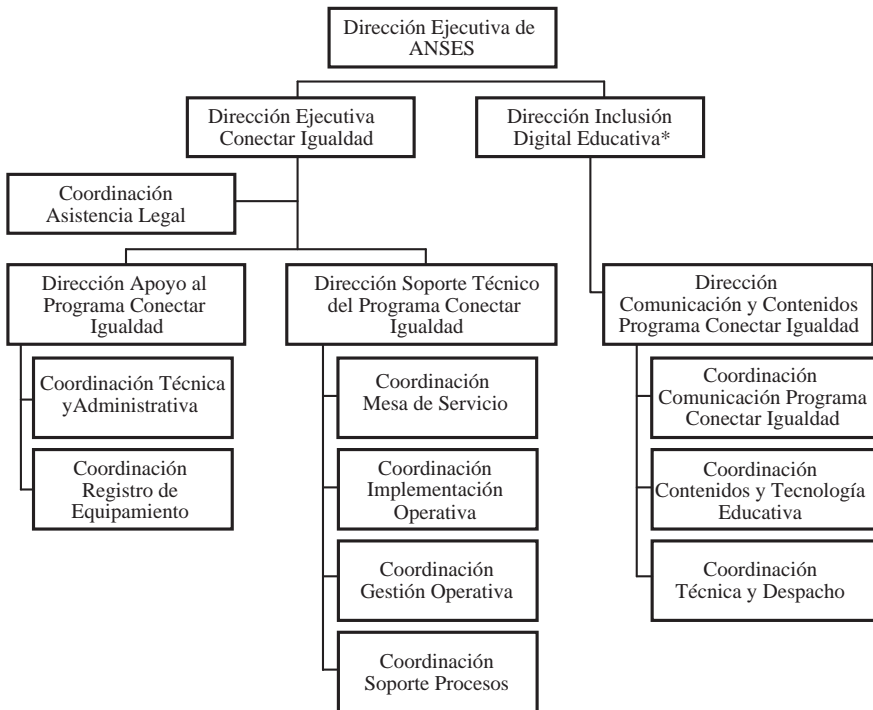 Dirección Ejecutiva de
ANSES
Dirección Ejecutiva
Conectar Igualdad
Dirección Inclusión
Digital Educativa*
Coordinación
Asistencia Legal
Dirección Apoyo al
Programa Conectar
Igualdad
Dirección Soporte Técnico
del Programa Conectar
Igualdad
Dirección
Comunicación y Contenidos
Programa Conectar Igualdad
Coordinación Técnica
yAdministrativa
Coordinación
Registro de
Equipamiento
Coordinación
Mesa de Servicio
Coordinación
Implementación
Operativa
Coordinación
Gestión Operativa
Coordinación
Soporte Procesos
Coordinación
Comunicación Programa
Conectar Igualdad
Coordinación
Contenidos y Tecnología
Educativa
Coordinación
Técnica y Despacho